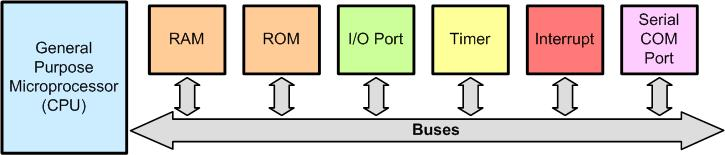 General
Purpose
Microprocessor
(CPU)
RAM
ROM
I/O Port
Timer
Interrupt
Serial
COM
Port
Buses